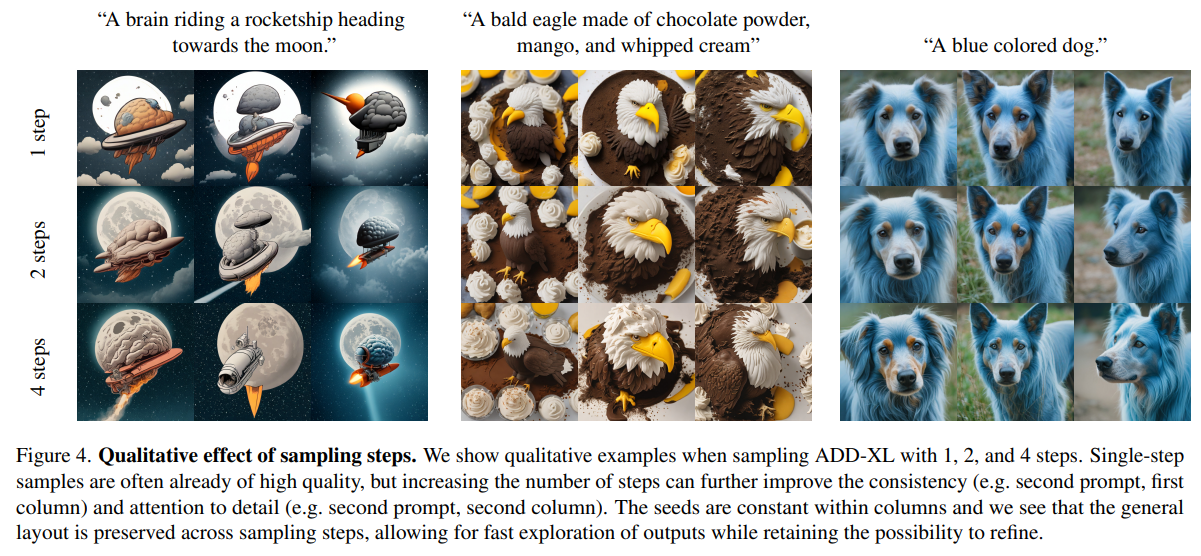 “A brain riding a rocketship heading
towards the moon.”
“A bald eagle made of chocolate powder,
mango, and whipped cream”
“A blue colored dog.”
1 step
2 steps
4 steps
Figure 4. Qualitative effect of sampling steps. We show qualitative examples when sampling ADD-XL with 1, 2, and 4 steps. Single-step
samples are often already of high quality, but increasing the number of steps can further improve the consistency (e.g. second prompt, first
column) and attention to detail (e.g. second prompt, second column). The seeds are constant within columns and we see that the general
layout is preserved across sampling steps, allowing for fast exploration of outputs while retaining the possibility to refine.